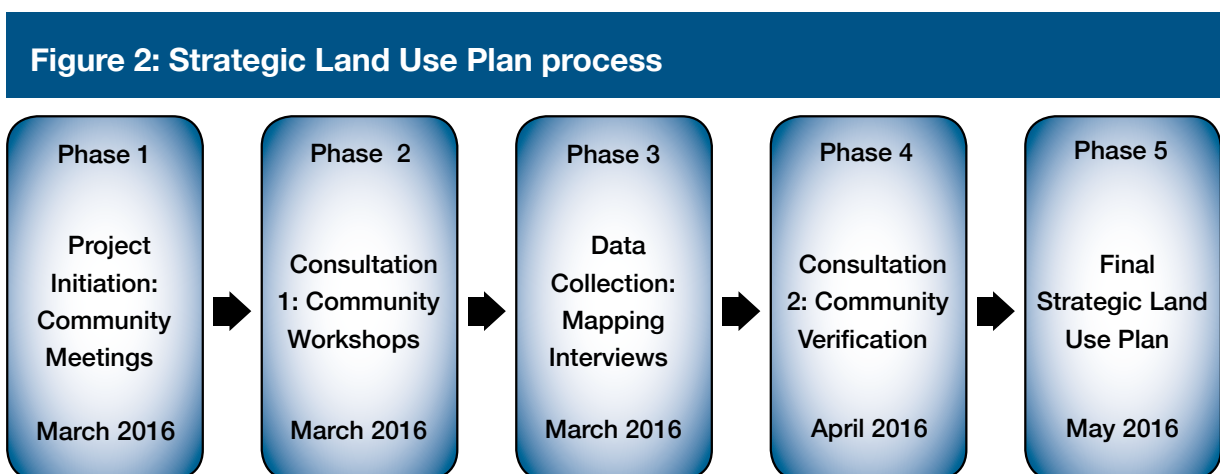 Figure 2: Strategic Land Use Plan process
Phase 1
Project
Initiation:
Community
Meetings
March 2016
Phase 2
Consultation
1: Community
Workshops
March 2016
Phase 3
Data
Collection:
Mapping
Interviews
March 2016
Phase 4
Consultation
2: Community
Verification
April 2016
Phase 5
Final
Strategic Land
Use Plan
May 2016